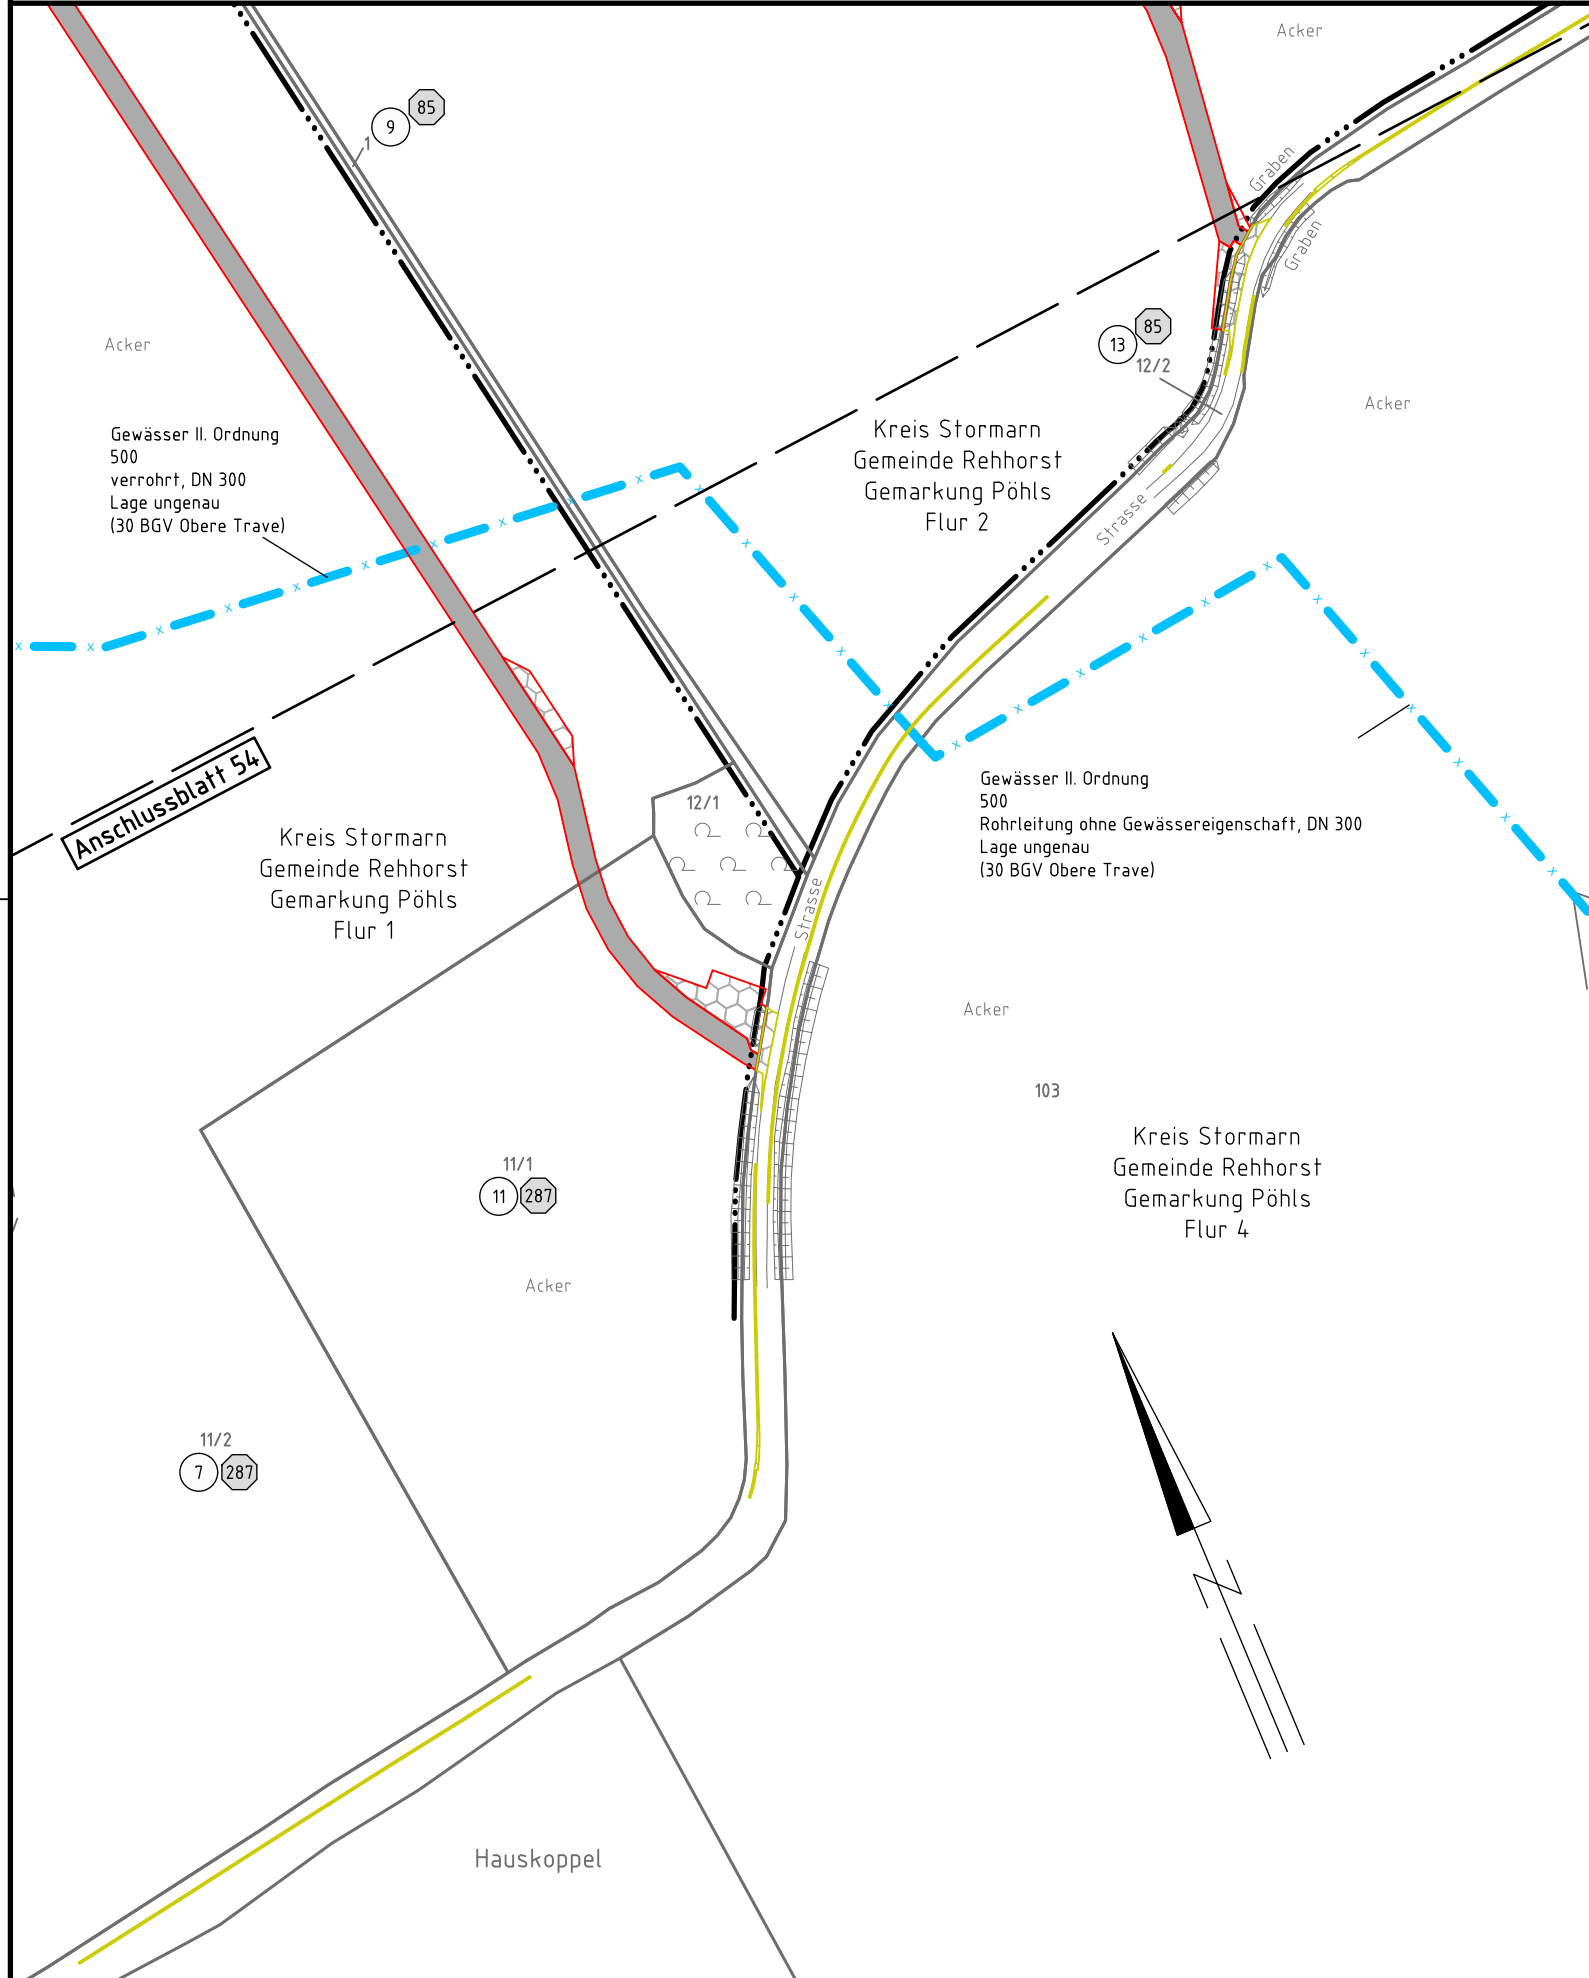 Acker
85
9
1
Graben
Graben
Acker
13
85
12/2
Acker
Gewässer II. Ordnung
500
verrohrt, DN 300
Lage ungenau
(30 BGV Obere Trave)
Kreis Stormarn
Gemeinde Rehhorst
Gemarkung Pöhls
Flur 2
Strasse
Anschlussblatt 54
Gewässer II. Ordnung
500
Rohrleitung ohne Gewässereigenschaft, DN 300
Lage ungenau
(30 BGV Obere Trave)
12/1
Kreis Stormarn
Gemeinde Rehhorst
Gemarkung Pöhls
Flur 1
Strasse
Acker
103
Kreis Stormarn
Gemeinde Rehhorst
Gemarkung Pöhls
Flur 4
11/1
11
287
Acker
11/2
7
287
N
Hauskoppel